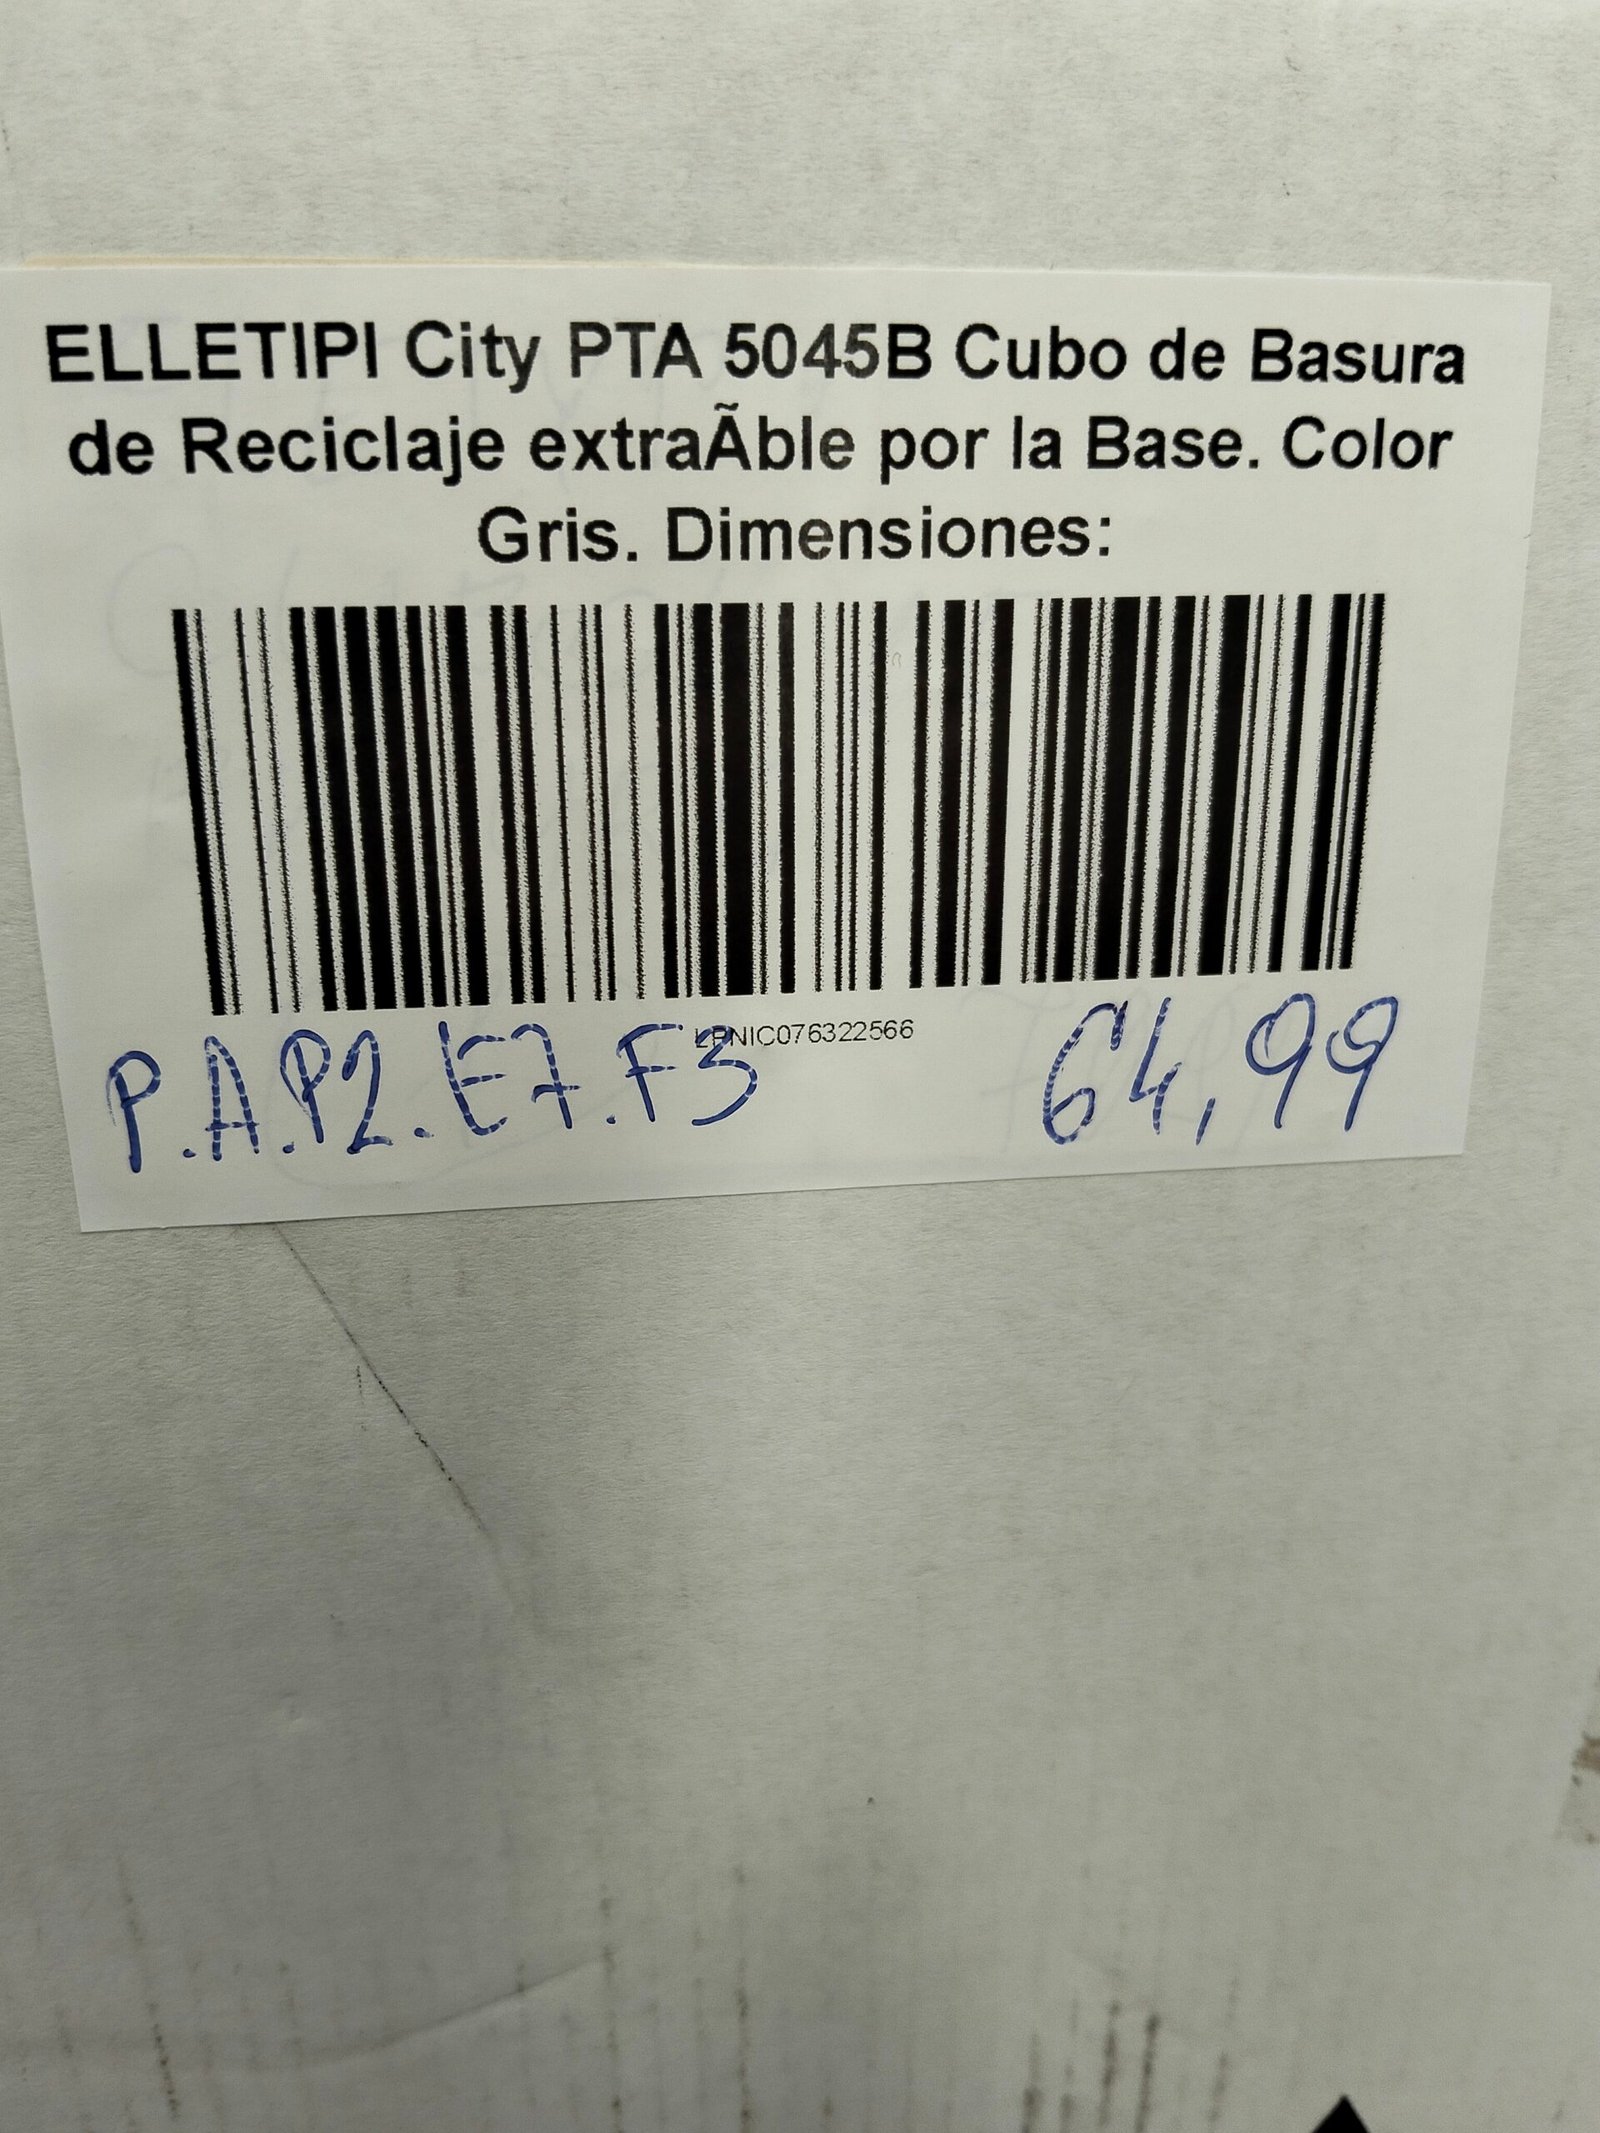 ELLETIPI City PTA 5045B Cubo de Basura
de Reciclaje extraÃble por la Base. Color
Gris. Dimensiones:
LPNIC076322566
P.A.P2.E7.F3 64,99